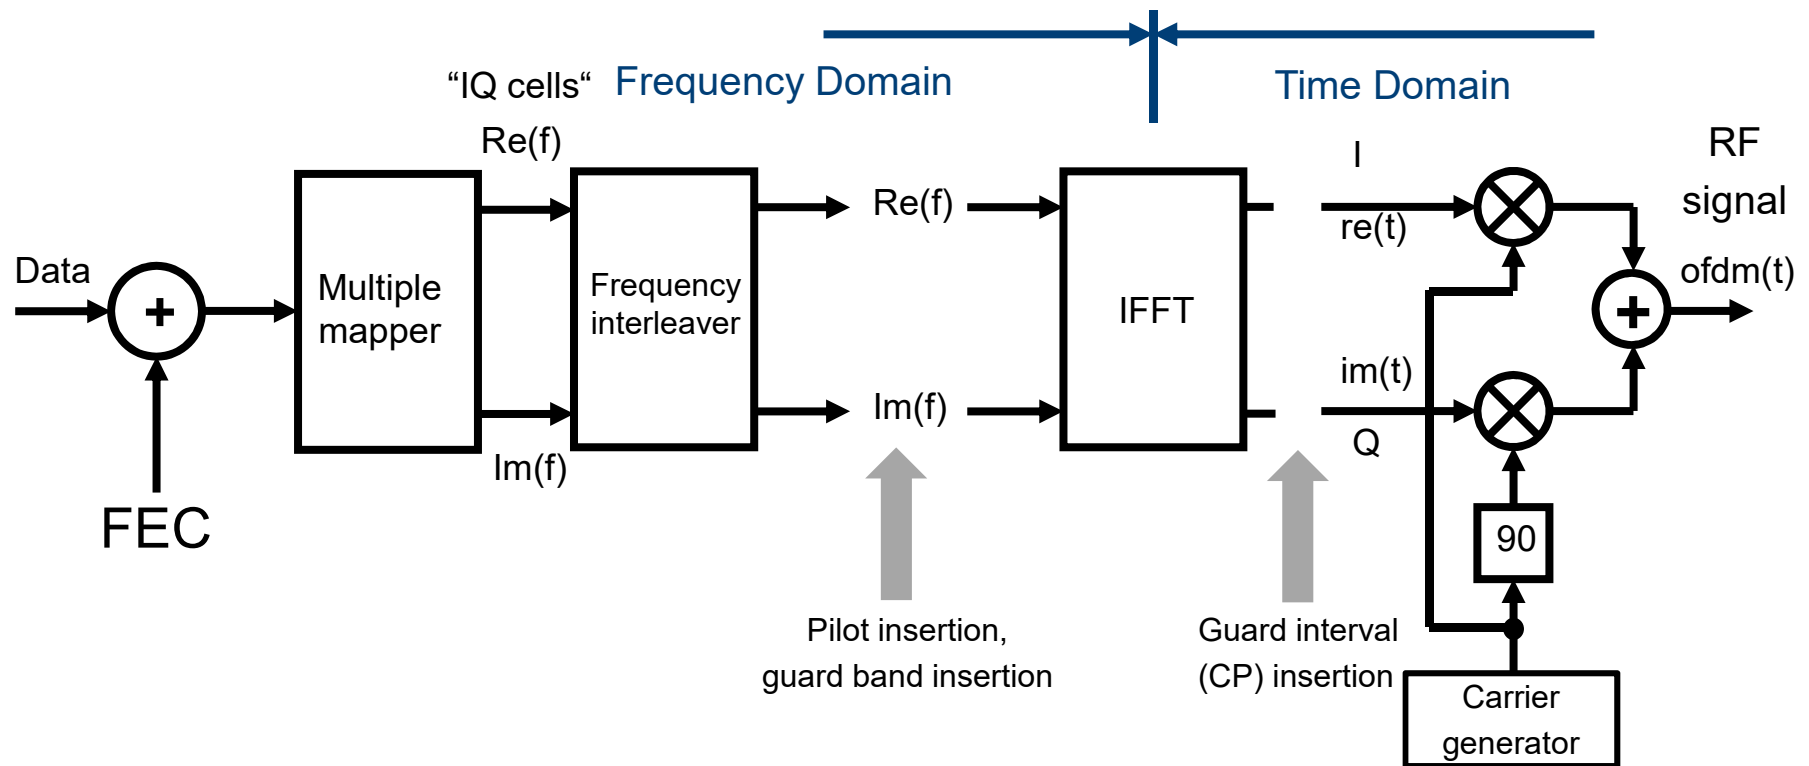 “IQ cells“ Frequency Domain
Time Domain
Re(f)
I
RF
signal
Re(f)
re(t)
Data
ofdm(t)
Multiple
mapper
Frequency
interleaver
IFFT
+
+
im(t)
Im(f)
Q
Im(f)
FEC
90
Pilot insertion,
guard band insertion
Guard interval
(CP) insertion
Carrier
generator